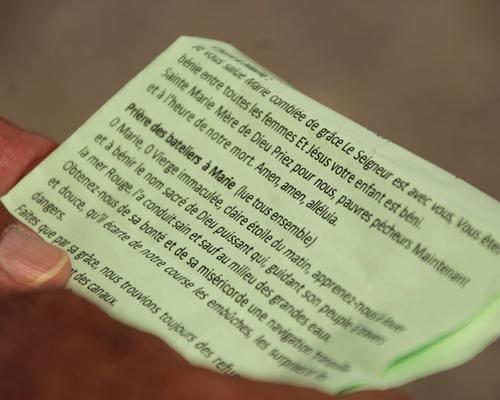 Je vous salue Marie comblée de grâce Le Seigneur est avec vous. Vous êtes
bénie entre toutes les femmes Et Jésus votre enfant est béni.
Sainte Marie Mère de Dieu Priez pour nous, pauvres pécheurs Maintenant
et à l'heure de notre mort. Amen, amen, alléluia.
Prière des bateliers à Marie (lue tous ensemble)
O Marie, O Vierge immaculée, claire étoile du matin, apprenez-nous à
et à bénir le nom sacré de Dieu puissant qui, guidant son peuple à travers
la mer Rouge, l'a conduit sain et sauf au milieu des grandes eaux.
Obtenez-nous de sa bonté et de sa miséricorde une navigation tranquille
et douce, qu'il écarte de notre course les embûches, les surprises
dangers.
Faites que par sa grâce, nous trouvions toujours des
et des canaux.